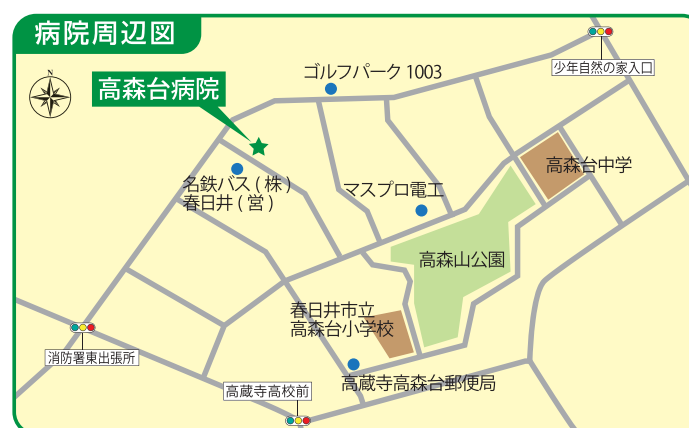 病院周辺図
N
ゴルフパーク 1003
少年自然の家入口
高森台病院
高森台中学
名鉄バス ( 株 )
春日井 ( 営 )
マスプロ電工
高森山公園
春日井市立
高森台小学校
消防署東出張所
高蔵寺高森台郵便局
高蔵寺高校前